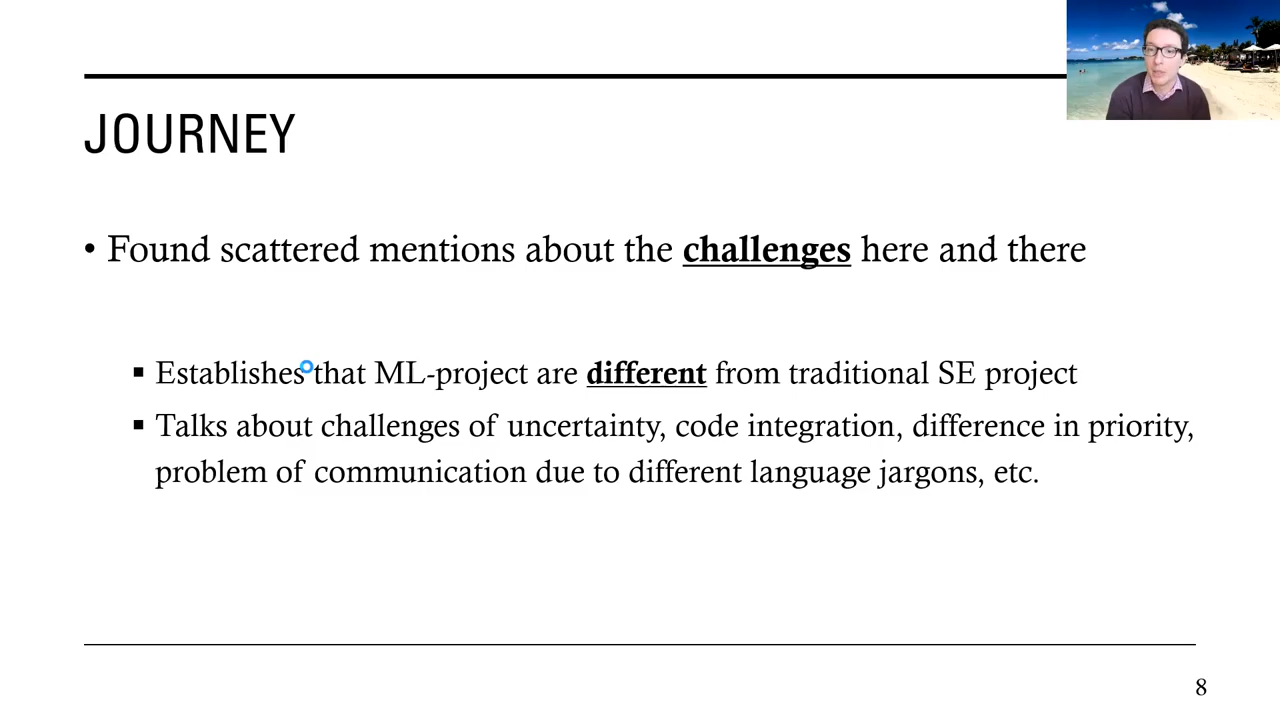 JOURNEY
• Found scattered mentions about the challenges here and there
▪ Establishes that ML-project are different from traditional SE project
▪ Talks about challenges of uncertainty, code integration, difference in priority,
problem of communication due to different language jargons, etc.
8